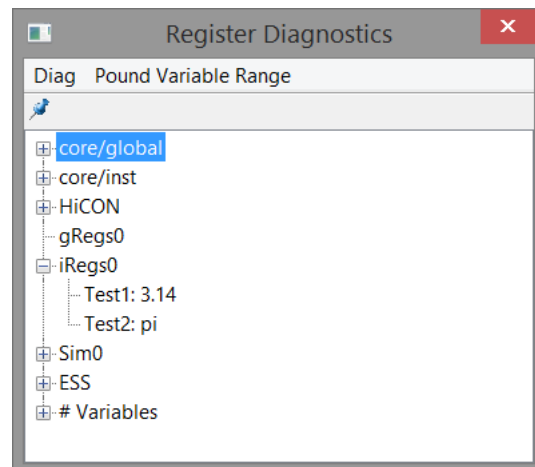 Register Diagnostics
Diag Pound Variable Range
core/global
core/inst
HiCON
gRegs0
iRegs0
Test1: 3.14
Test2: pi
Sim0
ESS
# Variables